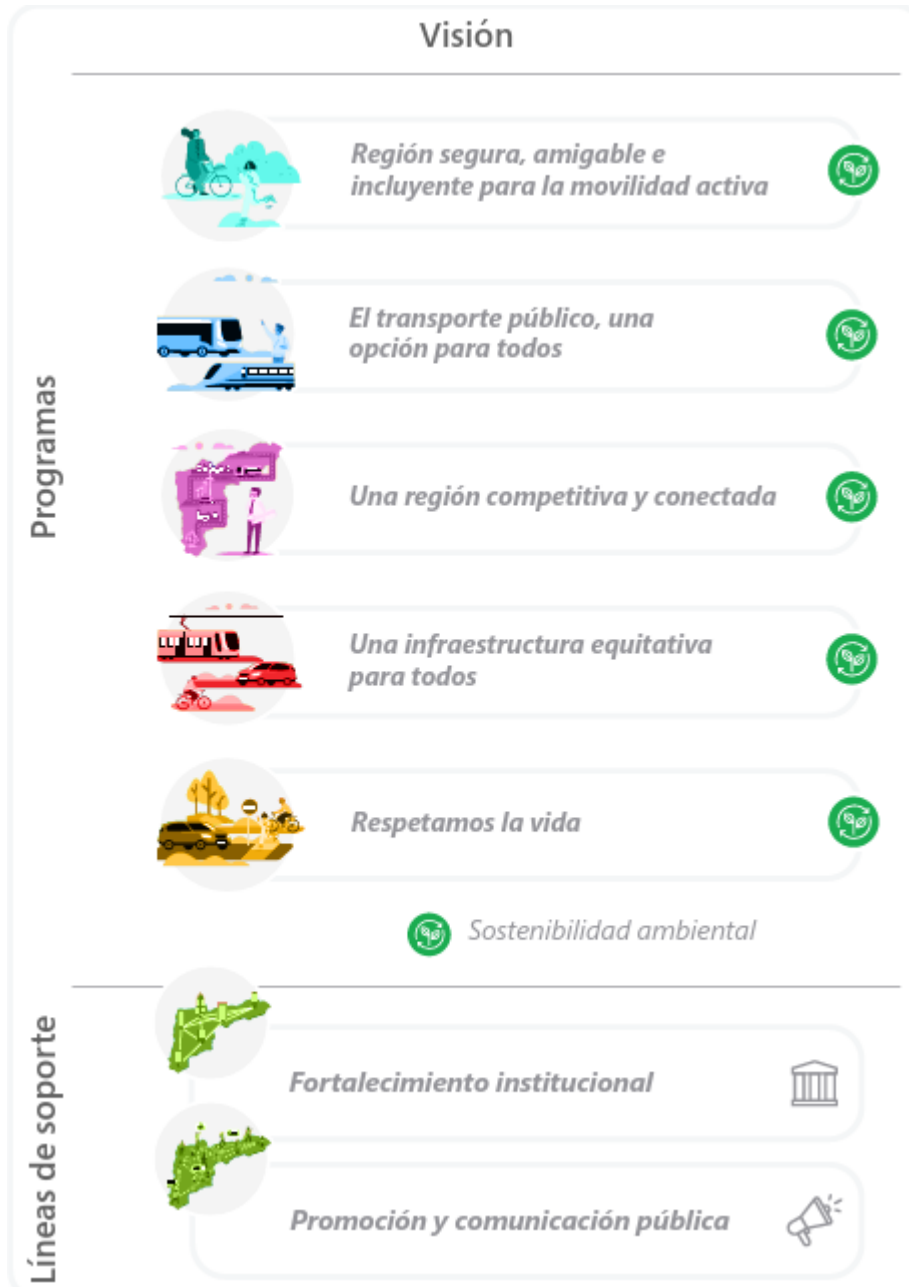 Visión
Programas
Región segura, amigable e
incluyente para la movilidad activa
El transporte público, una
opción para todos
Una región competitiva y conectada
Una infraestructura equitativa
para todos
Respetamos la vida
Sostenibilidad ambiental
Líneas de soporte
Fortalecimiento institucional
Promoción y comunicación pública